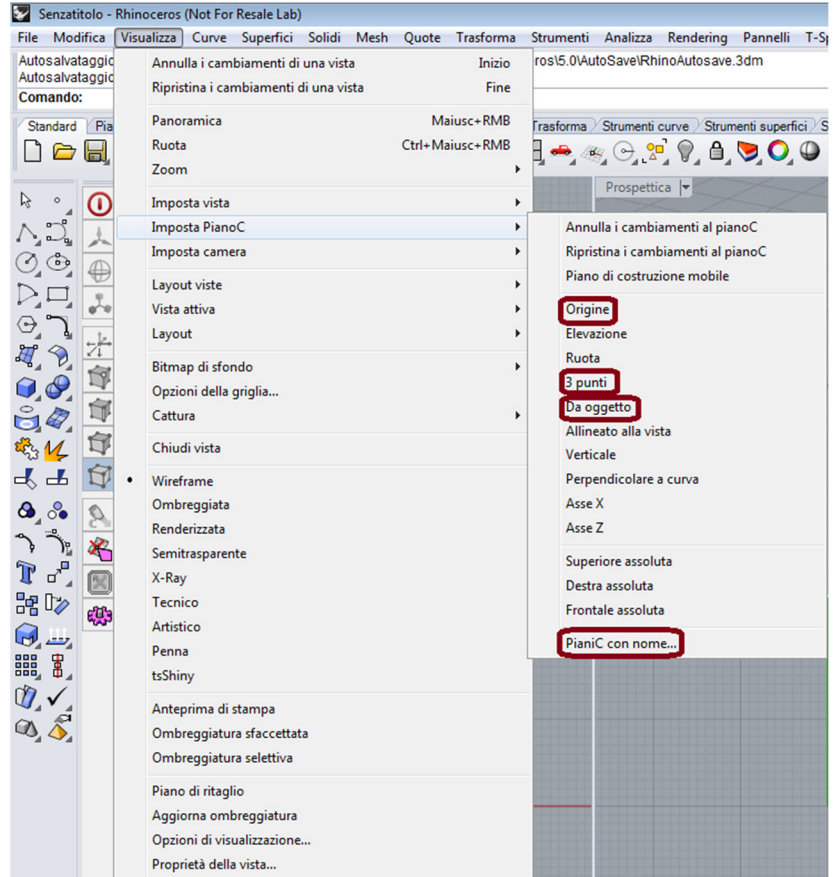 Senzatitolo - Rhinoceros (Not For Resale Lab)
File Modifica Visualizza Curve Superfici Solidi Mesh Quote Trasforma Strumenti Analizza Rendering Pannelli T-Sp
Autosalvataggic
ros\5.0\AutoSave\RhinoAutosave.3dm
Autosalvataggic
Comando:
Standard Pia
Trasforma Strumenti curve Strumenti superfici S
Prospettica
Annulla i cambiamenti di una vista Inizio
Ripristina i cambiamenti di una vista Fine
Panoramica Maiusc+RMB
Ruota Ctrl+Maiusc+RMB
Zoom
Imposta vista
Imposta PianoC
Imposta camera
Layout viste
Vista attiva
Layout
Bitmap di sfondo
Opzioni della griglia...
Cattura
Chiudi vista
Wireframe
Ombreggiata
Renderizzata
Semitrasparente
X-Ray
Tecnico
Artistico
Penna
tsShiny
Anteprima di stampa
Ombreggiatura sfaccettata
Ombreggiatura selettiva
Piano di ritaglio
Aggiorna ombreggiatura
Opzioni di visualizzazione...
Proprietà della vista...
Annulla i cambiamenti al pianoC
Ripristina i cambiamenti al pianoC
Piano di costruzione mobile
Origine
Elevazione
Ruota
3 punti
Da oggetto
Allineato alla vista
Verticale
Perpendicolare a curva
Asse X
Asse Z
Superiore assoluta
Destra assoluta
Frontale assoluta
PianiC con nome...